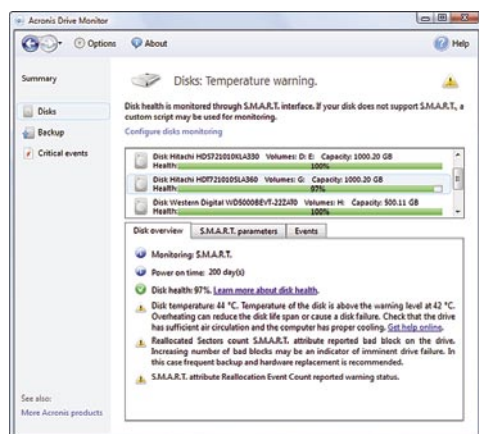 Acronis Drive Monitor
Options
About
Help
Summary
Disks
Backup
Critical events
See also:
More Acronis products
Disks: Temperature warning.
Disk health is monitored through S.M.A.R.T. interface. If your disk does not support S.M.A.R.T., a
custom script may be used for monitoring.
Configure disks monitoring
Disk: Hitachi HDS721010KLA330 Volumes: D: E: Capacity: 1000.20 GB
Health: 100%
Disk: Hitachi HDT721010SLA360 Volumes: G: Capacity: 1000.20 GB
Health: 97%
Disk: Western Digital WD5000BEVT-22ZAT0 Volumes: H: Capacity: 500.11 GB
Health: 100%
Disk overview
S.M.A.R.T. parameters
Events
Monitoring: S.M.A.R.T.
Power on time: 200 day(s)
Disk health: 97%. Learn more about disk health.
Disk temperature: 44 °C. Temperature of the disk is above the warning level at 42 °C.
Overheating can reduce the disk life span or cause a disk failure. Check that the drive
has sufficient air circulation and the computer has proper cooling. Get help online.
Reallocated Sectors count S.M.A.R.T. attribute reported bad block on the drive.
Increasing number of bad blocks may be an indicator of imminent drive failure. In
this case frequent backup and hardware replacement is recommended.
S.M.A.R.T. attribute Reallocation Event Count reported warning status.